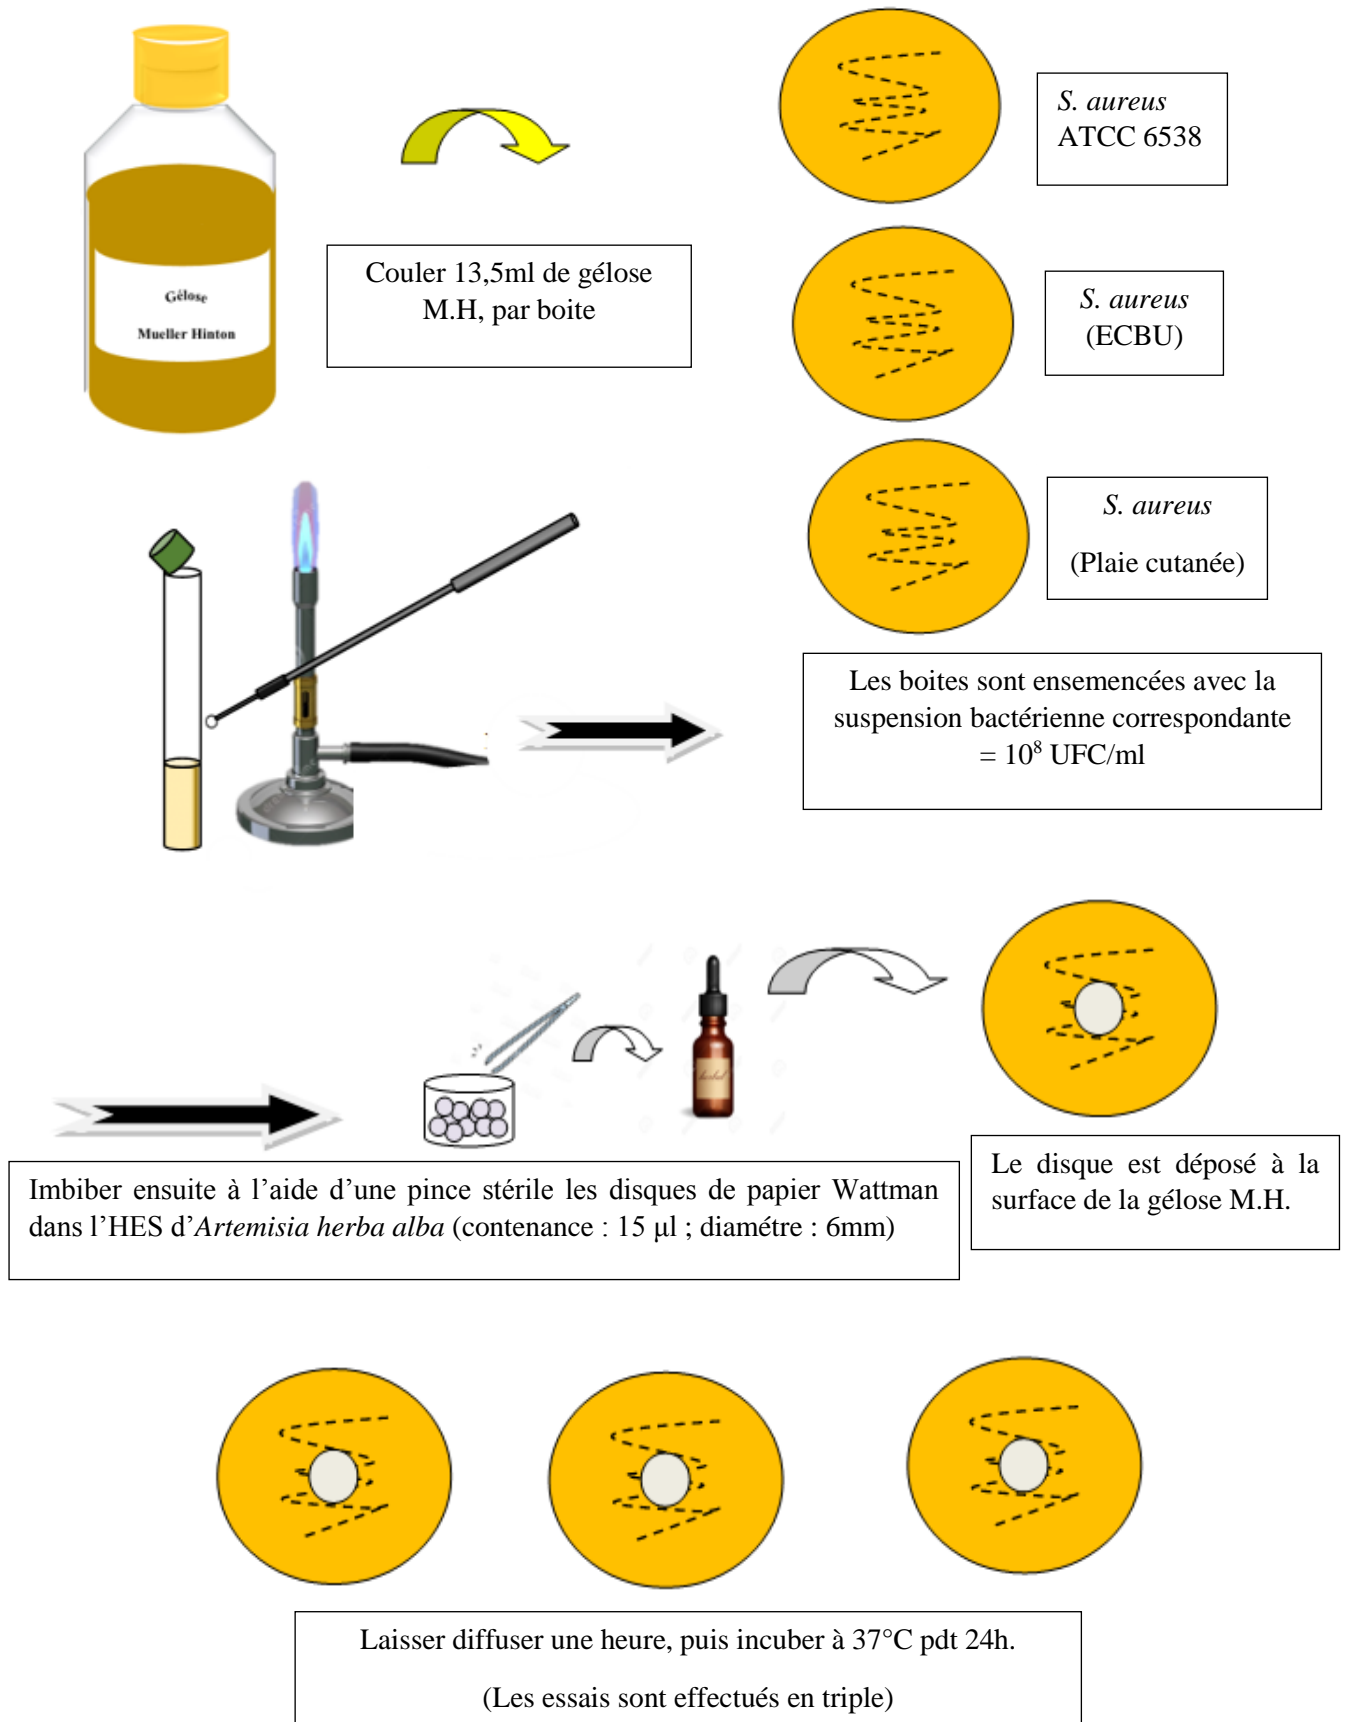 Gélose
Mueller Hinton
Couler 13,5ml de gélose
M.H, par boite
S. aureus
ATCC 6538
S. aureus
(ECBU)
S. aureus
(Plaie cutanée)
Les boites sont ensemencées avec la
suspension bactérienne correspondante
= 10⁸ UFC/ml
herbal
Imbiber ensuite à l’aide d’une pince stérile les disques de papier Wattman
dans l’HES d’Artemisia herba alba (contenance : 15 µl ; diamétre : 6mm)
Le disque est déposé à la
surface de la gélose M.H.
Laisser diffuser une heure, puis incuber à 37°C pdt 24h.
(Les essais sont effectués en triple)